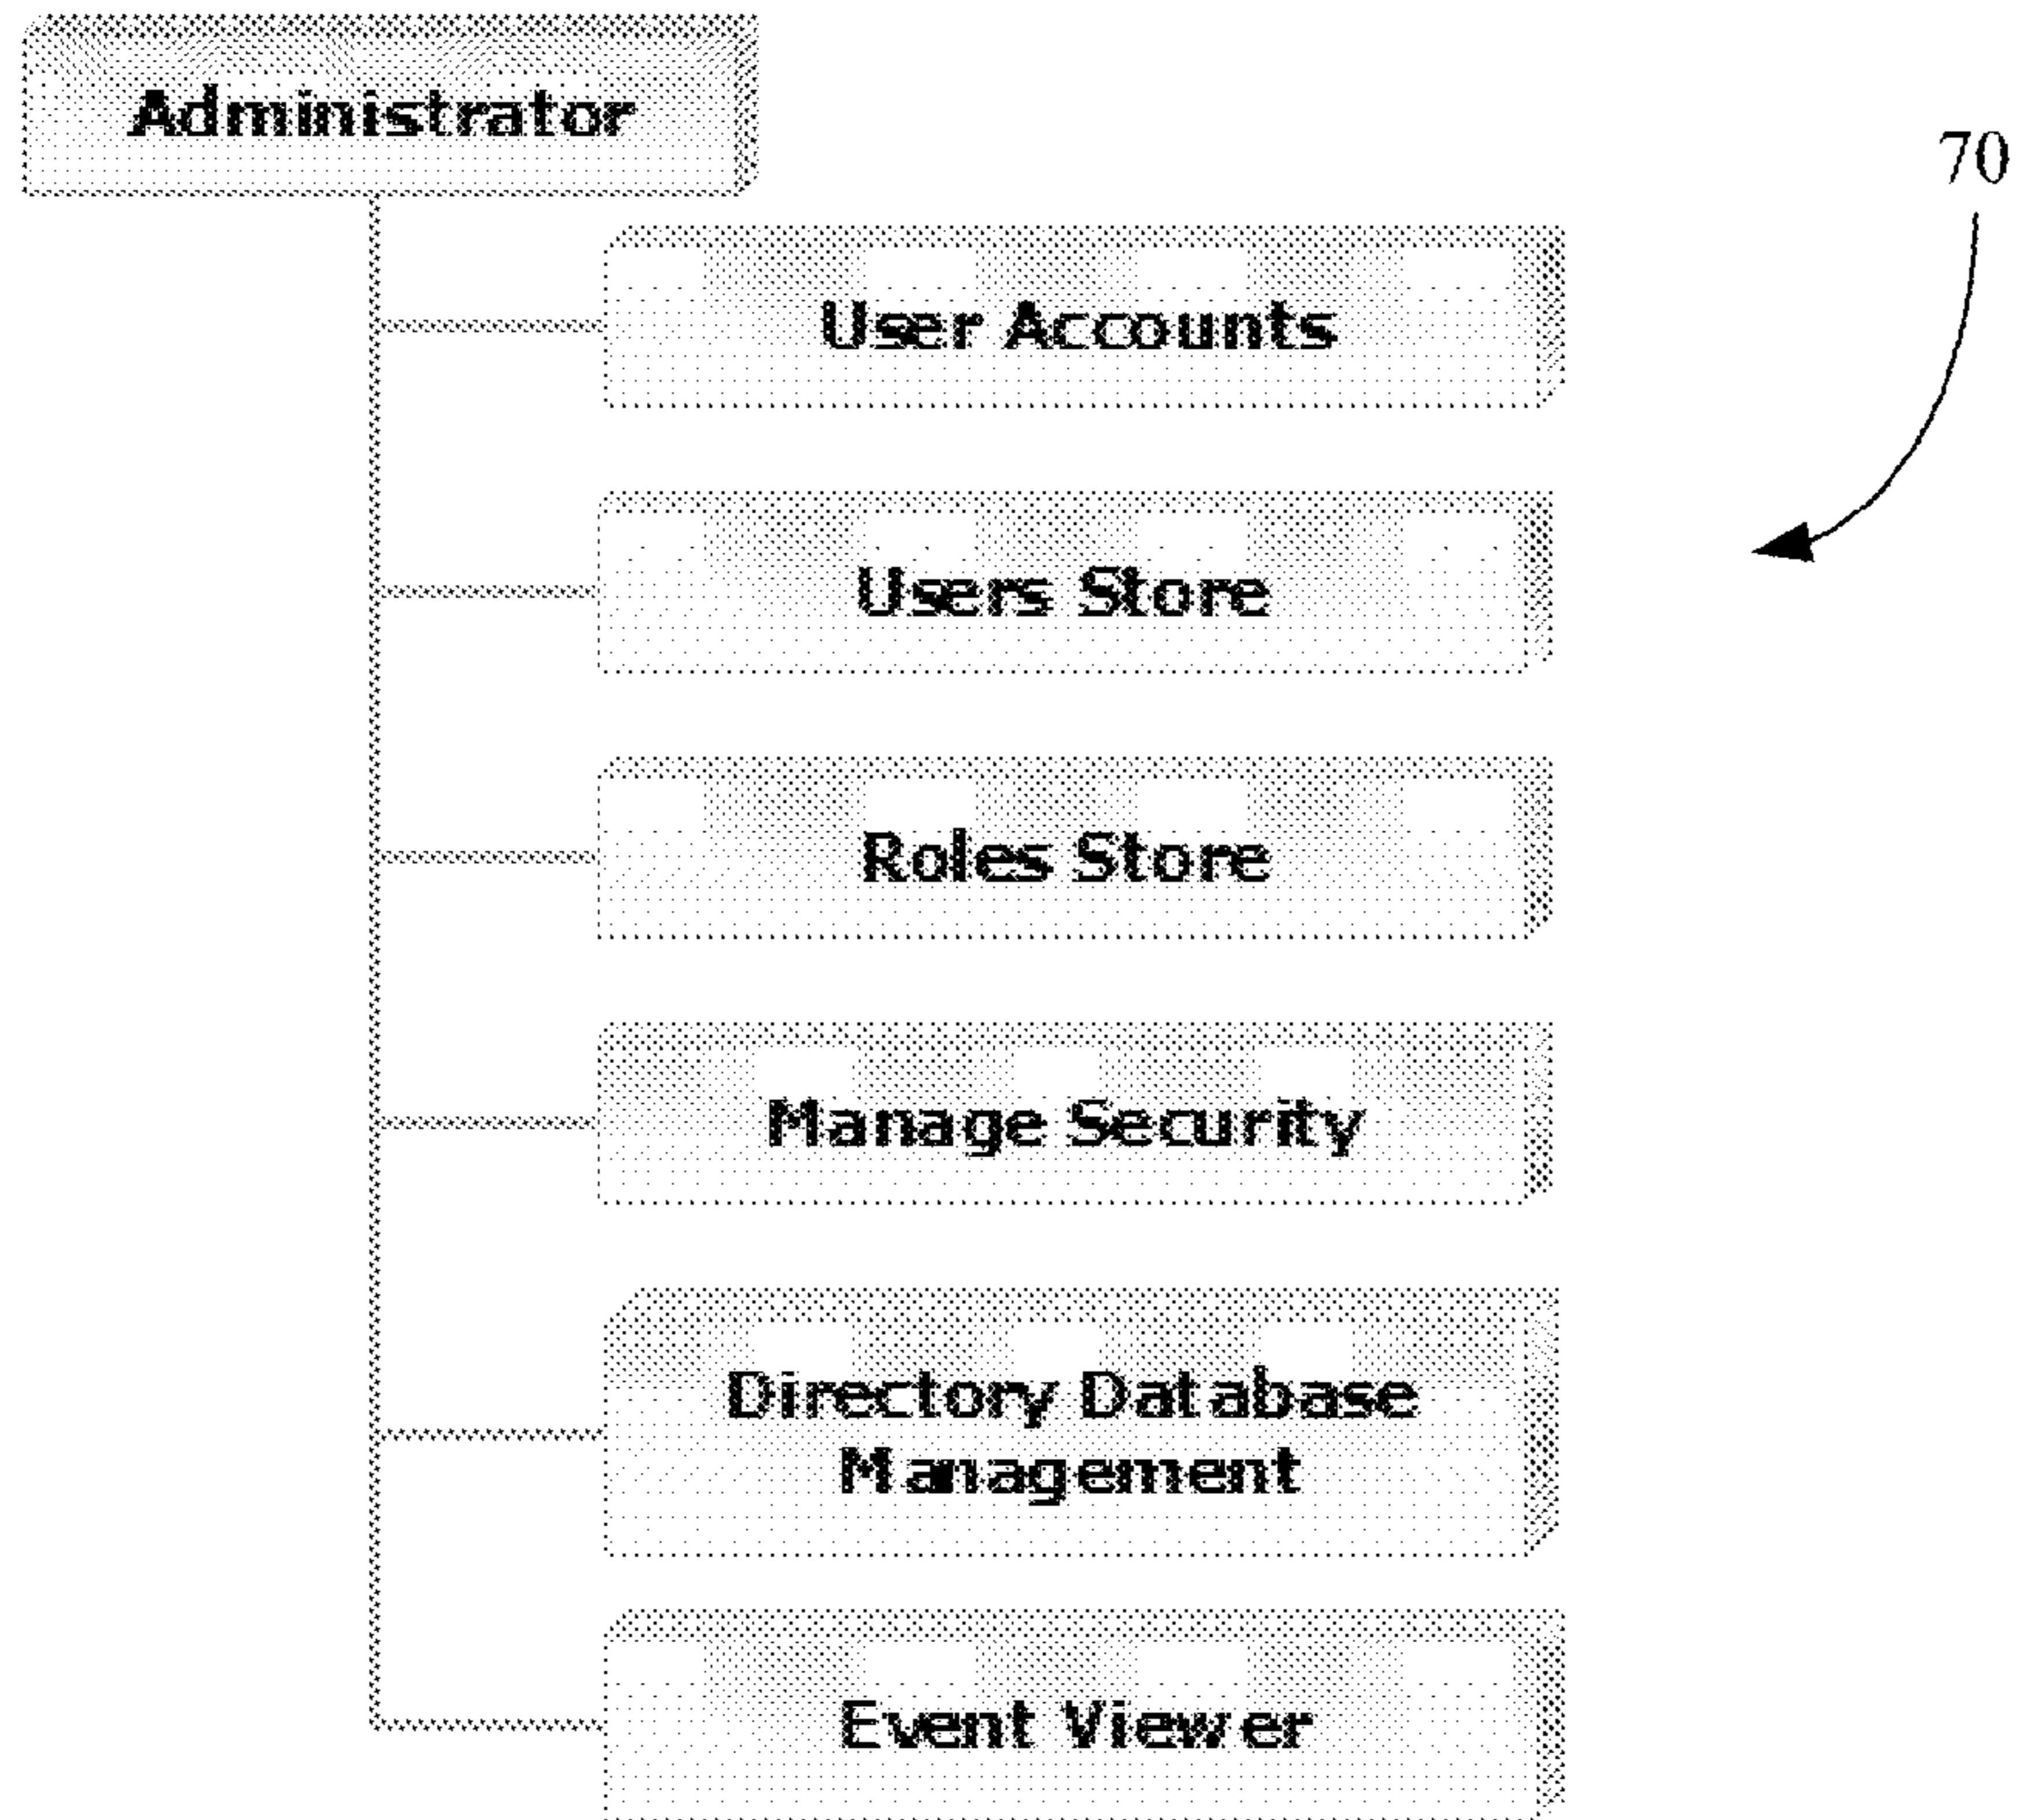 Administrator
70
User Accounts
Users Store
Roles Store
Manage Security
Directory Database
Management
Event Viewer